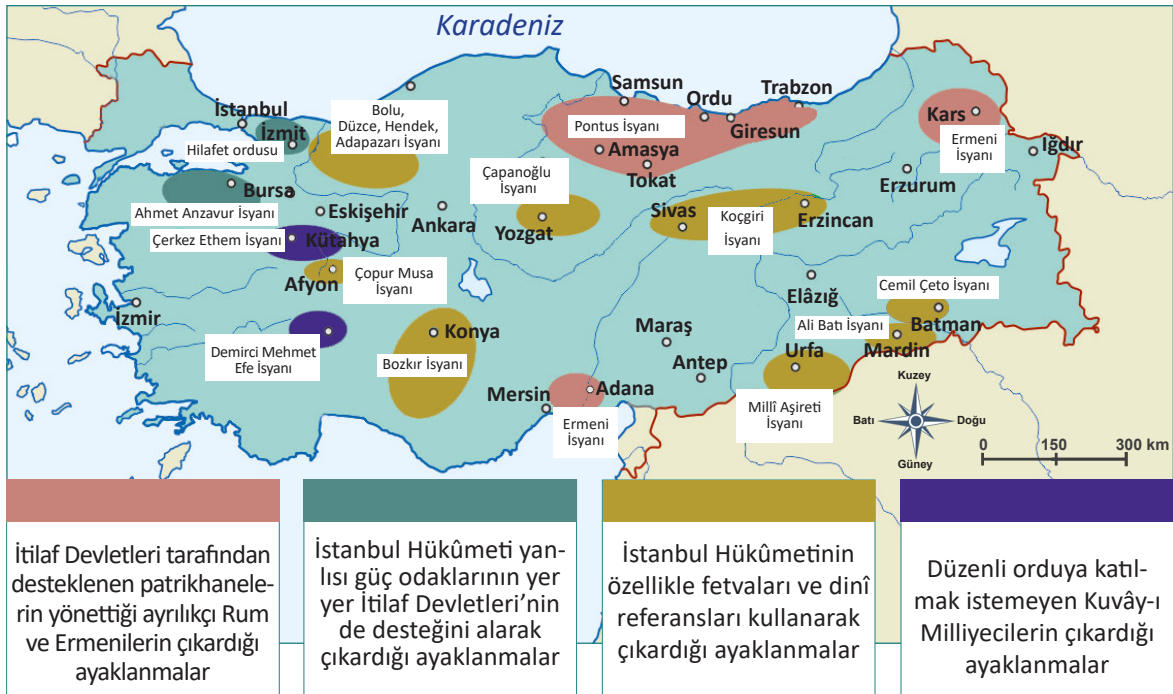 Karadeniz
İstanbul
İzmit
Hilafet ordusu
Bolu,
Düzce, Hendek,
Adapazarı İsyanı
Samsun
Ordu
Trabzon
Giresun
Pontus İsyanı
Amasya
Tokat
Kars
Ermeni
İsyanı
Iğdır
Erzurum
Bursa
Ahmet Anzavur İsyanı
Eskişehir
Ankara
Çapanoğlu
İsyanı
Yozgat
Sivas
Koçgiri
İsyanı
Erzincan
Çerkez Ethem İsyanı
Kütahya
Afyon
Çopur Musa
İsyanı
İzmir
Demirci Mehmet
Efe İsyanı
Konya
Bozkır İsyanı
Mersin
Adana
Ermeni
İsyanı
Maraş
Antep
Elâzığ
Cemil Çeto İsyanı
Ali Batı İsyanı
Batman
Mardin
Urfa
Millî Aşireti
İsyanı
Kuzey
Batı
Doğu
Güney
0 150 300 km
İtilaf Devletleri tarafından
desteklenen patrikhanele-
rin yönettiği ayrılıkçı Rum
ve Ermenilerin çıkardığı
ayaklanmalar
İstanbul Hükûmeti yan-
lısı güç odaklarının yer
yer İtilaf Devletleri’nin
de desteğini alarak
çıkardığı ayaklanmalar
İstanbul Hükûmetinin
özellikle fetvaları ve dinî
referansları kullanarak
çıkardığı ayaklanmalar
Düzenli orduya katıl-
mak istemeyen Kuvây-ı
Milliyecilerin çıkardığı
ayaklanmalar